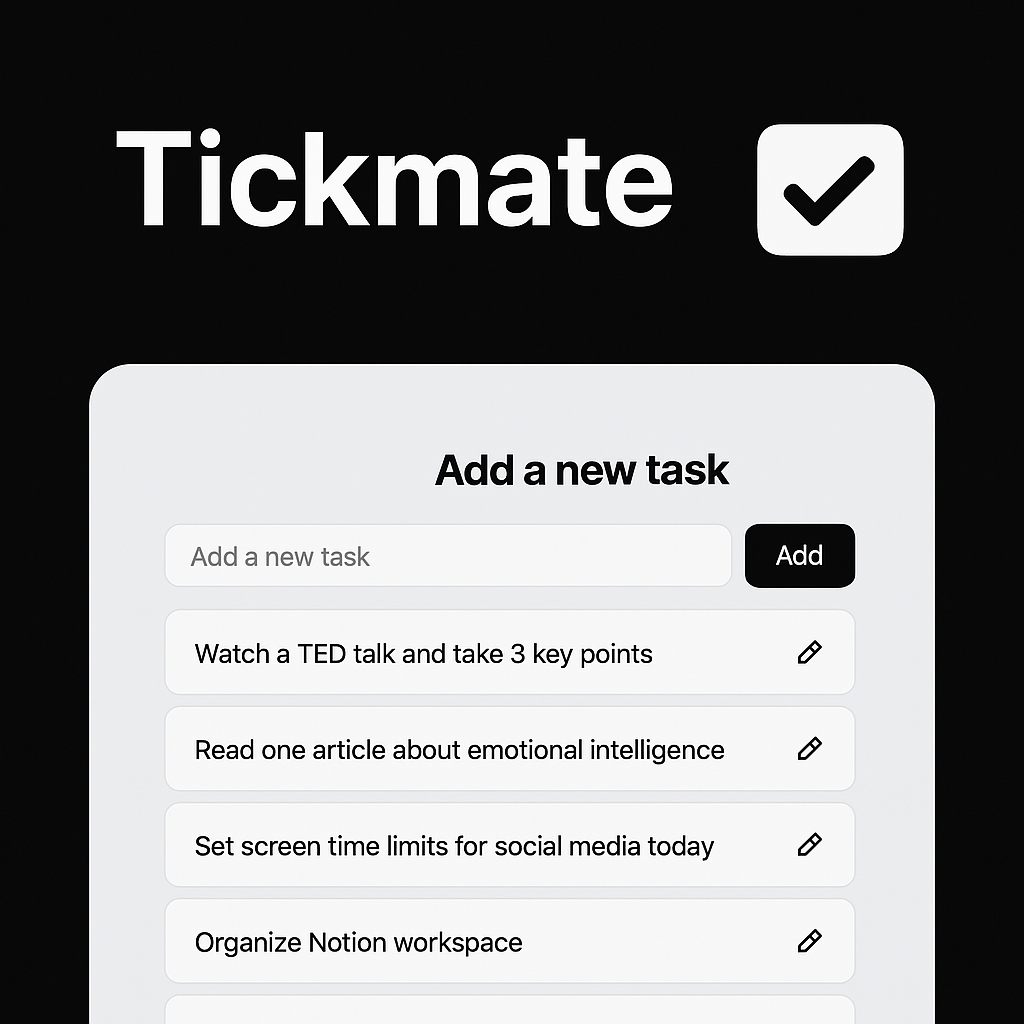 Tickmate
Add a new task
Add a new task
Add
Watch a TED talk and take 3 key points
Read one article about emotional intelligence
Set screen time limits for social media today
Organize Notion workspace